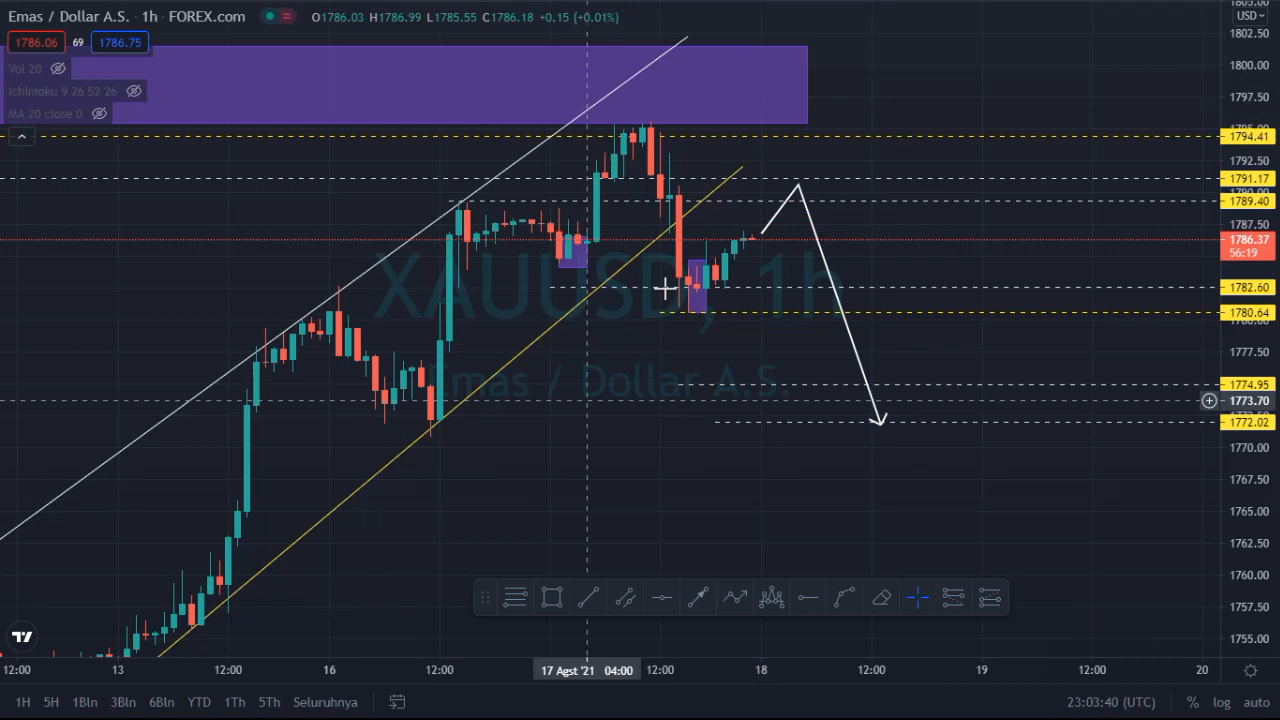 Emas / Dollar A.S. · 1h · FOREX.com O1786.03 H1786.99 L1785.55 C1786.18 +0.15 (+0.01%)
1786.06 69 1786.75
Vol 20
Ichimoku 9 26 52 26
MA 20 close 0
XAUUSD, 1h
Emas / Dollar A.S.
USD
1802.50
1800.00
1797.50
1794.41
1792.50
1791.17
1789.40
1787.50
1786.37
56:19
1782.60
1780.64
1777.50
1774.95
1773.70
1772.02
1770.00
1767.50
1765.00
1762.50
1760.00
1757.50
1755.00
12:00 13 12:00 16 12:00 17 Agst '21 04:00 12:00 18 12:00 19 12:00 20
1H 5H 1Bln 3Bln 6Bln YTD 1Th 5Th Seluruhnya 23:03:40 (UTC) % log auto